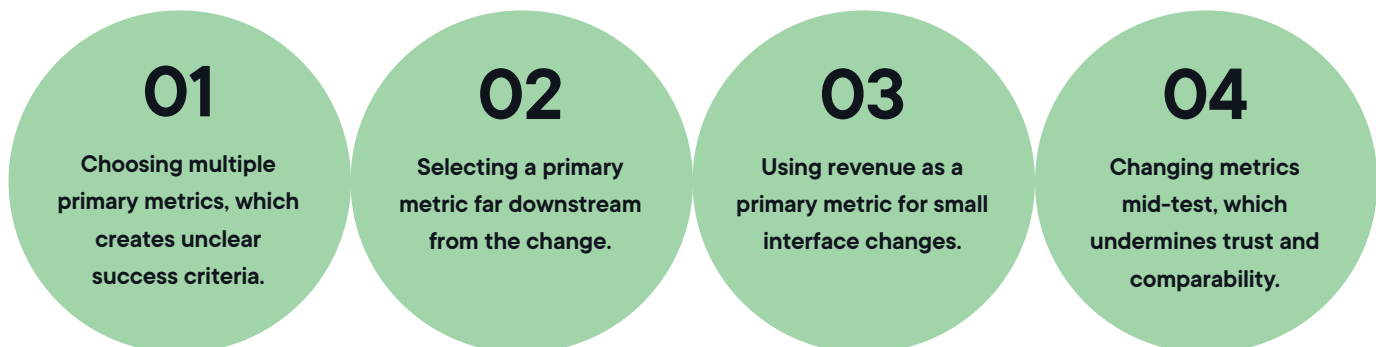 01
Choosing multiple
primary metrics, which
creates unclear
success criteria.
02
Selecting a primary
metric far downstream
from the change.
03
Using revenue as a
primary metric for small
interface changes.
04
Changing metrics
mid-test, which
undermines trust and
comparability.